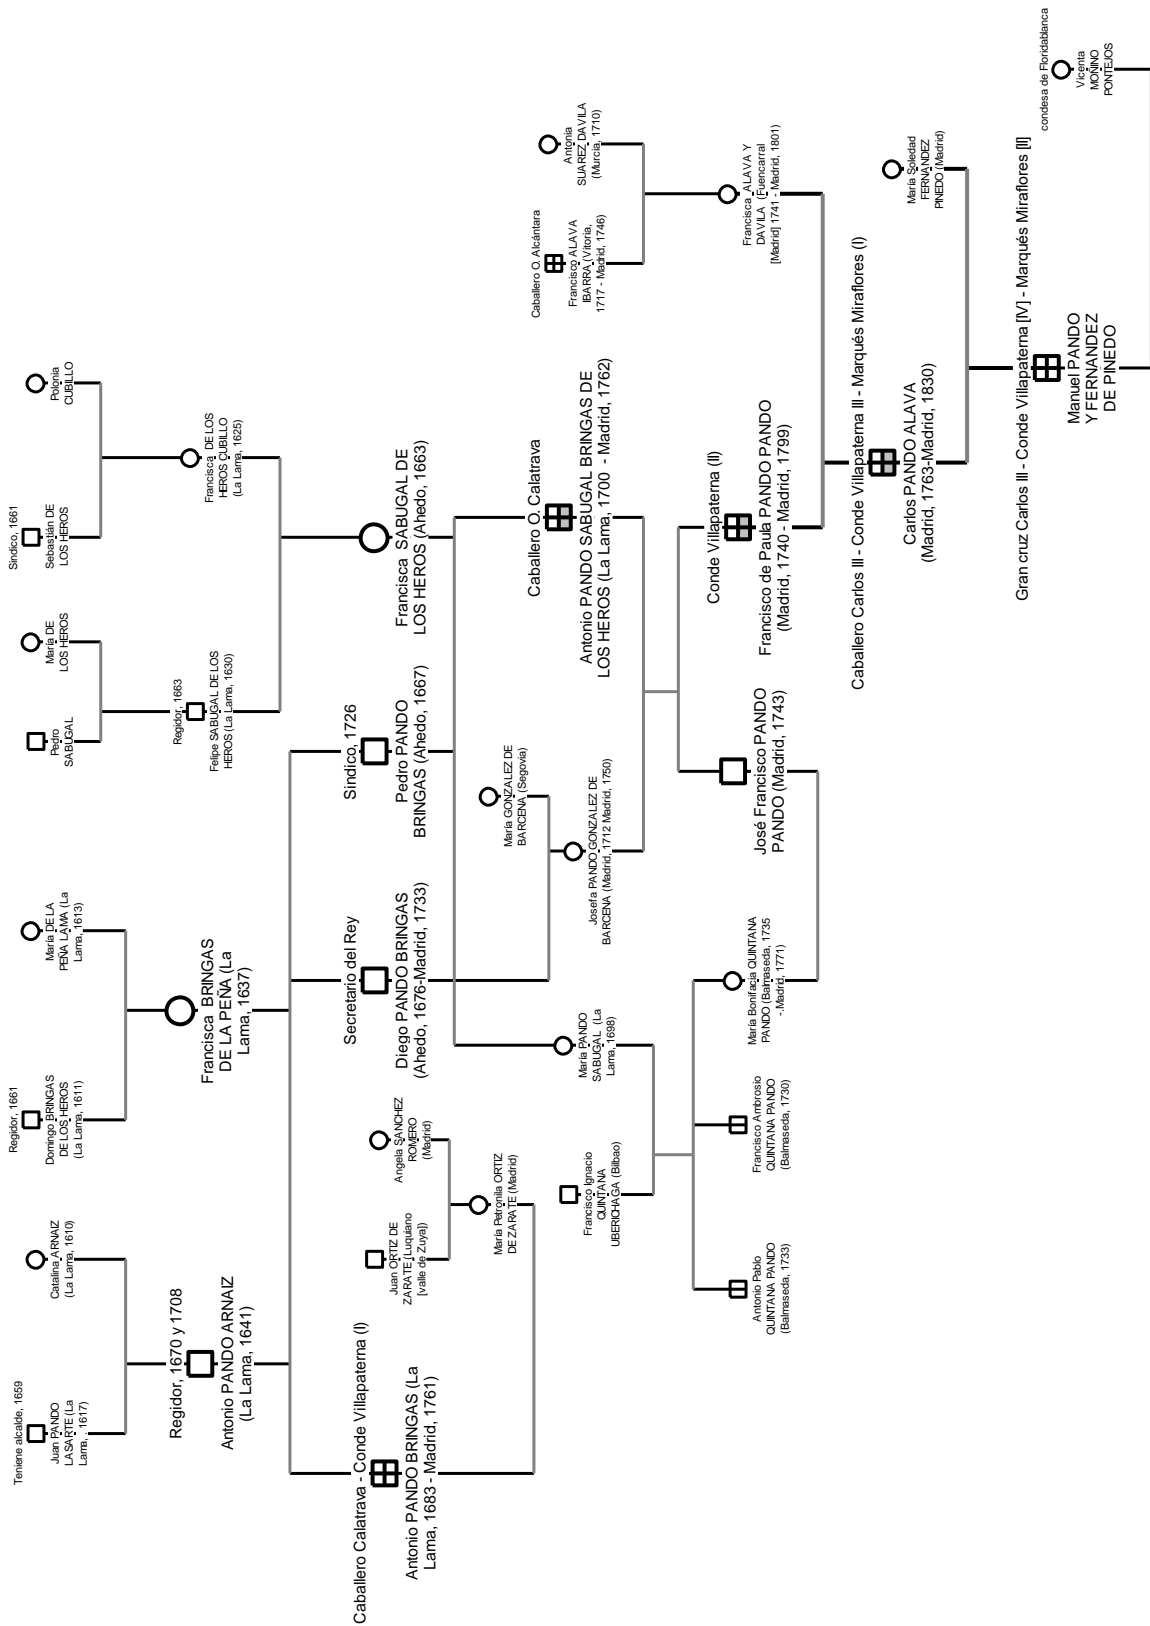 Teniene alcalde, 1659
Juan PANDO
LASARTE (La
Lama, . 1617)
Catalina ARNAIZ
(La Lama, 1610)
Regidor, 1661
Domingo BRINGAS
DE LOS HEROS
(La Lama, 1611)
María DE LA
PEÑA LAMA (La
Lama, 1613)
Pedro
SABUGAL
María DE
LOS HEROS
Sindico, 1661
Sebastián DE
LOS HEROS
Polonia
CUBILLO
Regidor, 1670 y 1708
Antonio PANDO ARNAIZ
(La Lama, 1641)
Francisca BRINGAS
DE LA PEÑA (La
Lama, 1637)
Regidor, 1663
Felipe SABUGAL DE LOS
HEROS (La Lama, 1630)
Francisca DE LOS
HEROS CUBILLO
(La Lama, 1625)
Caballero Calatrava - Conde Villapaterna (I)
Antonio PANDO BRINGAS (La
Lama, 1683 - Madrid, 1761)
Juan ORTIZ DE
ZARATE (Luquiano
[valle de Zuya])
Angela SANCHEZ
ROMERO
(Madrid)
María Petronila ORTIZ
DE ZARATE (Madrid)
Secretario del Rey
Diego PANDO BRINGAS
(Ahedo, 1676-Madrid, 1733)
Sindico, 1726
Pedro PANDO
BRINGAS (Ahedo, 1667)
Francisca SABUGAL DE
LOS HEROS (Ahedo, 1663)
María GONZALEZ DE
BARCENA (Segovia)
Francisco Ignacio
QUINTANA
UBERICHAGA (Bilbao)
María PANDO
SABUGAL (La
Lama, 1698)
Josefa PANDO GONZALEZ DE
BARCENA (Madrid, 1712 Madrid, 1750)
Caballero O. Calatrava
Antonio PANDO SABUGAL BRINGAS DE
LOS HEROS (La Lama, 1700 - Madrid, 1762)
Caballero O. Alcántara
Francisco ALAVA
IBARRA (Vitoria,
1717 - Madrid, 1746)
Antonia
SUAREZ DAVILA
(Murcia, 1710)
Antonio Pablo
QUINTANA PANDO
(Balmaseda, 1733)
Francisco Ambrosio
QUINTANA PANDO
(Balmaseda, 1730)
María Bonifacia QUINTANA
PANDO (Balmaseda, 1735
-.Madrid, 1771)
José Francisco PANDO
PANDO (Madrid, 1743)
Conde Villapaterna (II)
Francisco de Paula PANDO PANDO
(Madrid, 1740 - Madrid, 1799)
Francisca ALAVA Y
DAVILA (Fuencarral
[Madrid] 1741 - Madrid, 1801)
Caballero Carlos III - Conde Villapaterna III - Marqués Miraflores (I)
Carlos PANDO ALAVA
(Madrid, 1763-Madrid, 1830)
María Soledad
FERNANDEZ
PINEDO (Madrid)
Gran cruz Carlos III - Conde Villapaterna [IV] - Marqués Miraflores [II]
Manuel PANDO
Y FERNANDEZ
DE PINEDO
condesa de Floridablanca
Vicenta
MOÑINO
PONTEJOS